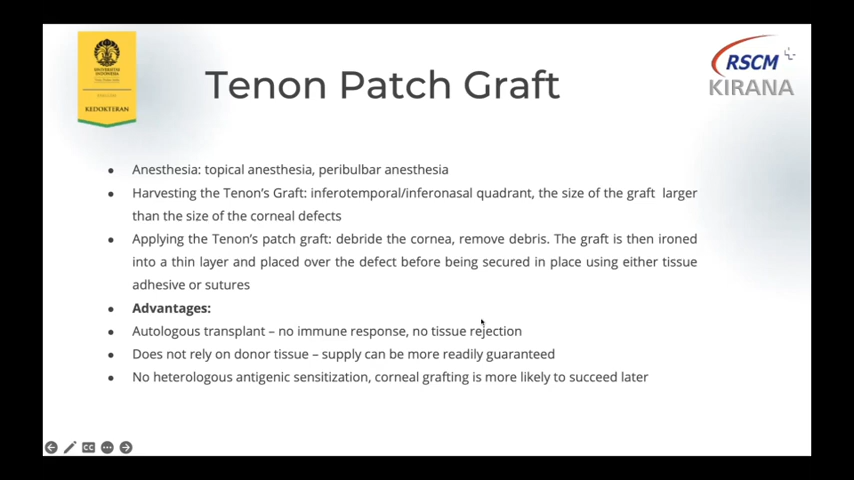 UNIVERSITAS
INDONESIA
KEDOKTERAN
RSCM
KIRANA
Tenon Patch Graft
● Anesthesia: topical anesthesia, peribulbar anesthesia
● Harvesting the Tenon's Graft: inferotemporal/inferonasal quadrant, the size of the graft larger
than the size of the corneal defects
● Applying the Tenon's patch graft: debride the cornea, remove debris. The graft is then ironed
into a thin layer and placed over the defect before being secured in place using either tissue
adhesive or sutures
● Advantages:
● Autologous transplant – no immune response, no tissue rejection
● Does not rely on donor tissue – supply can be more readily guaranteed
● No heterologous antigenic sensitization, corneal grafting is more likely to succeed later
CC